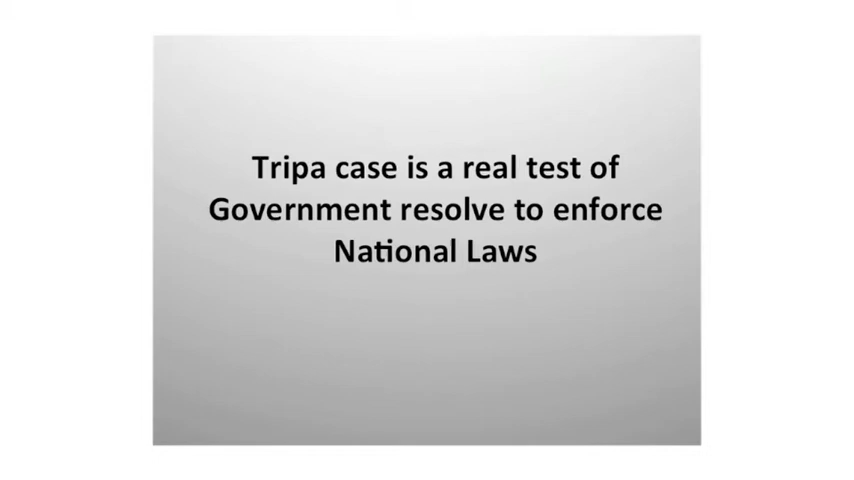 Tripa case is a real test of
Government resolve to enforce
National Laws